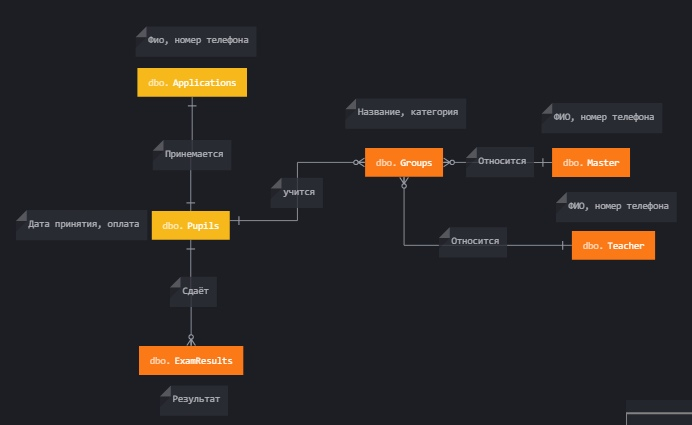 Фио, номер телефона
dbo. Applications
Название, категория
ФИО, номер телефона
Принимается
dbo. Groups
Относится
dbo. Master
учится
ФИО, номер телефона
Дата принятия, оплата
dbo. Pupils
Относится
dbo. Teacher
Сдаёт
dbo. ExamResults
Результат